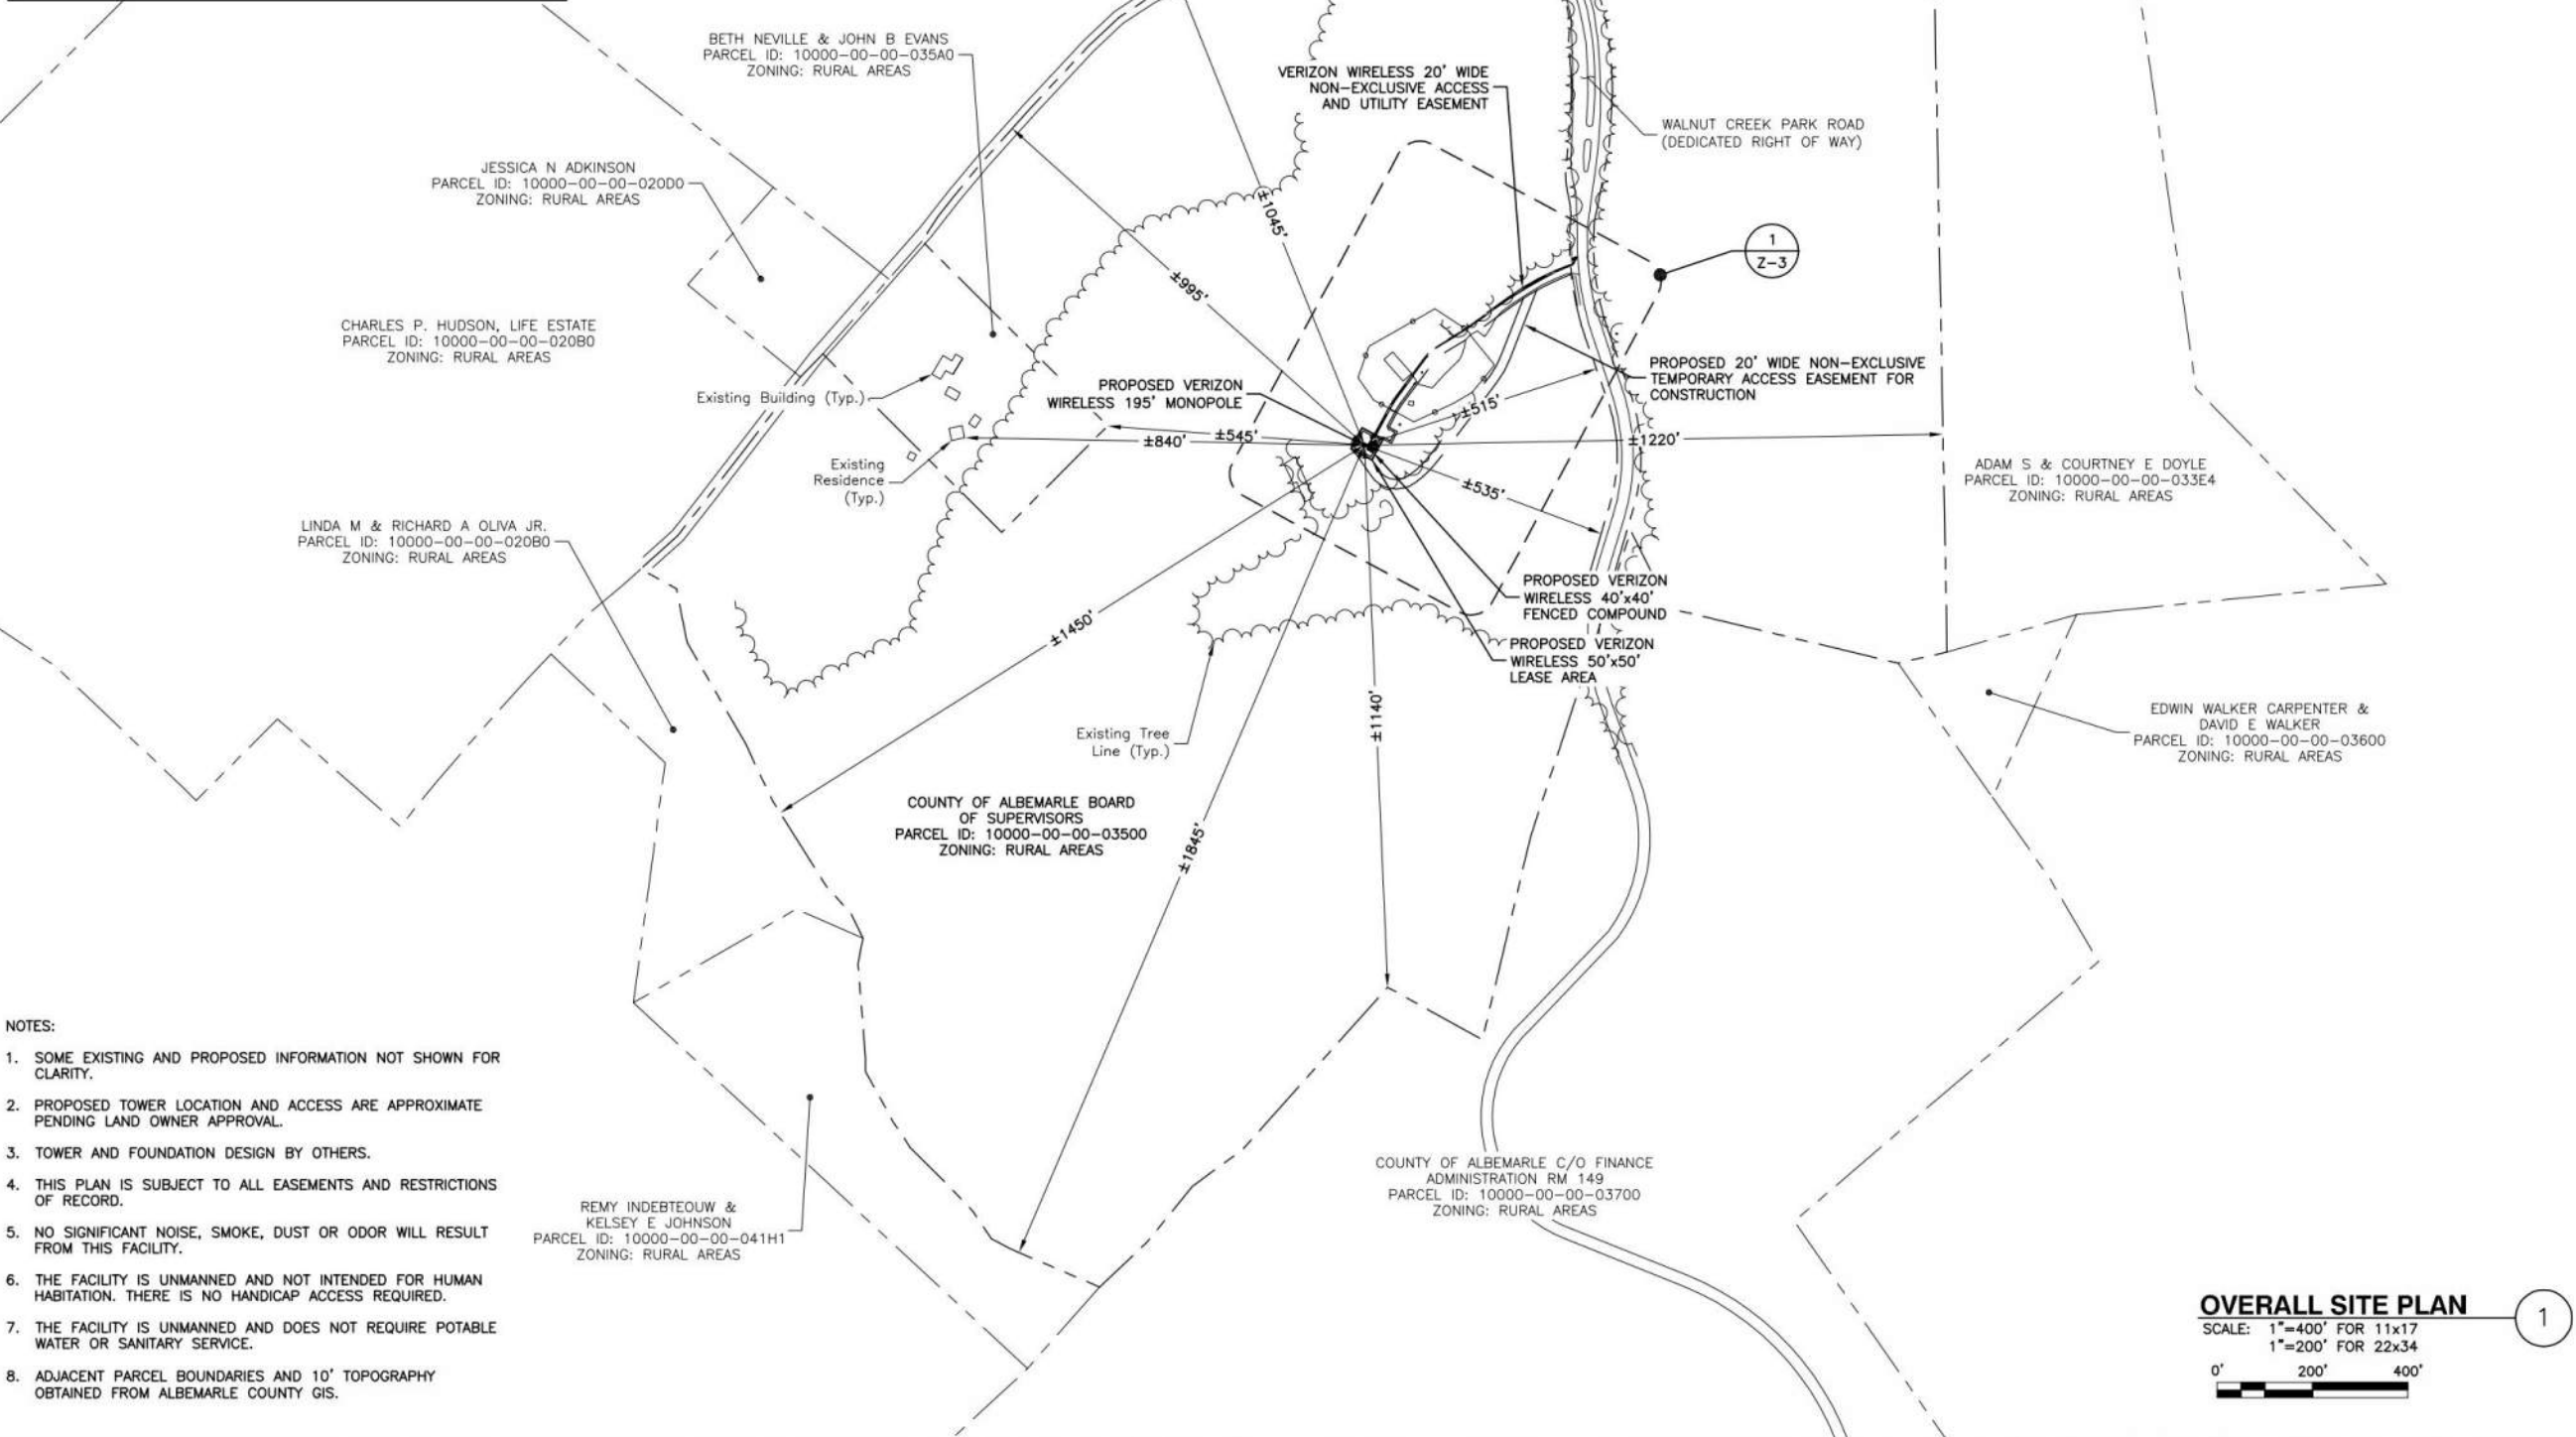 BETH NEVILLE & JOHN B EVANS
PARCEL ID: 10000-00-00-035A0
ZONING: RURAL AREAS
VERIZON WIRELESS 20' WIDE
NON-EXCLUSIVE ACCESS
AND UTILITY EASEMENT
WALNUT CREEK PARK ROAD
(DEDICATED RIGHT OF WAY)
JESSICA N ADKINSON
PARCEL ID: 10000-00-00-020D0
ZONING: RURAL AREAS
±1045'
1
Z-3
±995'
CHARLES P. HUDSON, LIFE ESTATE
PARCEL ID: 10000-00-00-020B0
ZONING: RURAL AREAS
Existing Building (Typ.)
PROPOSED VERIZON
WIRELESS 195' MONOPOLE
PROPOSED 20' WIDE NON-EXCLUSIVE
TEMPORARY ACCESS EASEMENT FOR
CONSTRUCTION
±515'
±840'
±545'
±1220'
Existing
Residence
(Typ.)
±535'
ADAM S & COURTNEY E DOYLE
PARCEL ID: 10000-00-00-033E4
ZONING: RURAL AREAS
LINDA M & RICHARD A OLIVA JR.
PARCEL ID: 10000-00-00-020B0
ZONING: RURAL AREAS
PROPOSED VERIZON
WIRELESS 40'x40'
FENCED COMPOUND
±1450'
PROPOSED VERIZON
WIRELESS 50'x50'
LEASE AREA
±1140'
Existing Tree
Line (Typ.)
EDWIN WALKER CARPENTER &
DAVID E WALKER
PARCEL ID: 10000-00-00-03600
ZONING: RURAL AREAS
COUNTY OF ALBEMARLE BOARD
OF SUPERVISORS
PARCEL ID: 10000-00-00-03500
ZONING: RURAL AREAS
±1845'
NOTES:
1. SOME EXISTING AND PROPOSED INFORMATION NOT SHOWN FOR
CLARITY.
2. PROPOSED TOWER LOCATION AND ACCESS ARE APPROXIMATE
PENDING LAND OWNER APPROVAL.
3. TOWER AND FOUNDATION DESIGN BY OTHERS.
4. THIS PLAN IS SUBJECT TO ALL EASEMENTS AND RESTRICTIONS
OF RECORD.
5. NO SIGNIFICANT NOISE, SMOKE, DUST OR ODOR WILL RESULT
FROM THIS FACILITY.
6. THE FACILITY IS UNMANNED AND NOT INTENDED FOR HUMAN
HABITATION. THERE IS NO HANDICAP ACCESS REQUIRED.
7. THE FACILITY IS UNMANNED AND DOES NOT REQUIRE POTABLE
WATER OR SANITARY SERVICE.
8. ADJACENT PARCEL BOUNDARIES AND 10' TOPOGRAPHY
OBTAINED FROM ALBEMARLE COUNTY GIS.
REMY INDEBTEOUW &
KELSEY E JOHNSON
PARCEL ID: 10000-00-00-041H1
ZONING: RURAL AREAS
COUNTY OF ALBEMARLE C/O FINANCE
ADMINISTRATION RM 149
PARCEL ID: 10000-00-00-03700
ZONING: RURAL AREAS
OVERALL SITE PLAN
1
SCALE: 1"=400' FOR 11x17
1"=200' FOR 22x34
0' 200' 400'